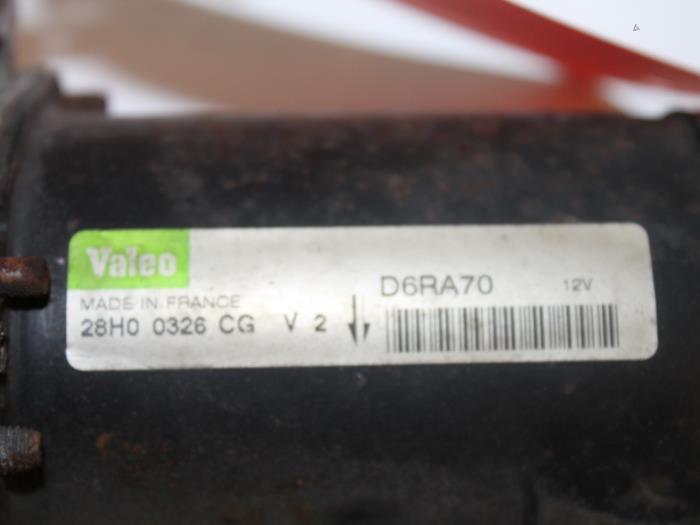 Valeo
MADE IN FRANCE
28H0 0326 CG V 2
D6RA70 12V